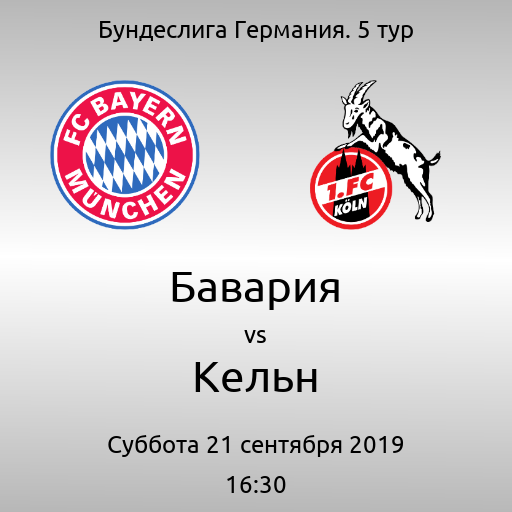 Бундеслига Германия. 5 тур
FC BAYERN
MÜNCHEN
1.FC
KÖLN
Бавария
vs
Кельн
Суббота 21 сентября 2019
16:30